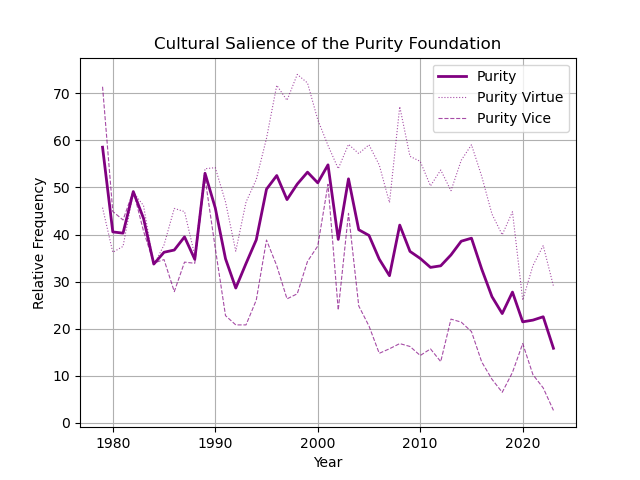 Cultural Salience of the Purity Foundation
Purity
Purity Virtue
Purity Vice
Relative Frequency
70
60
50
40
30
20
10
0
1980 1990 2000 2010 2020
Year